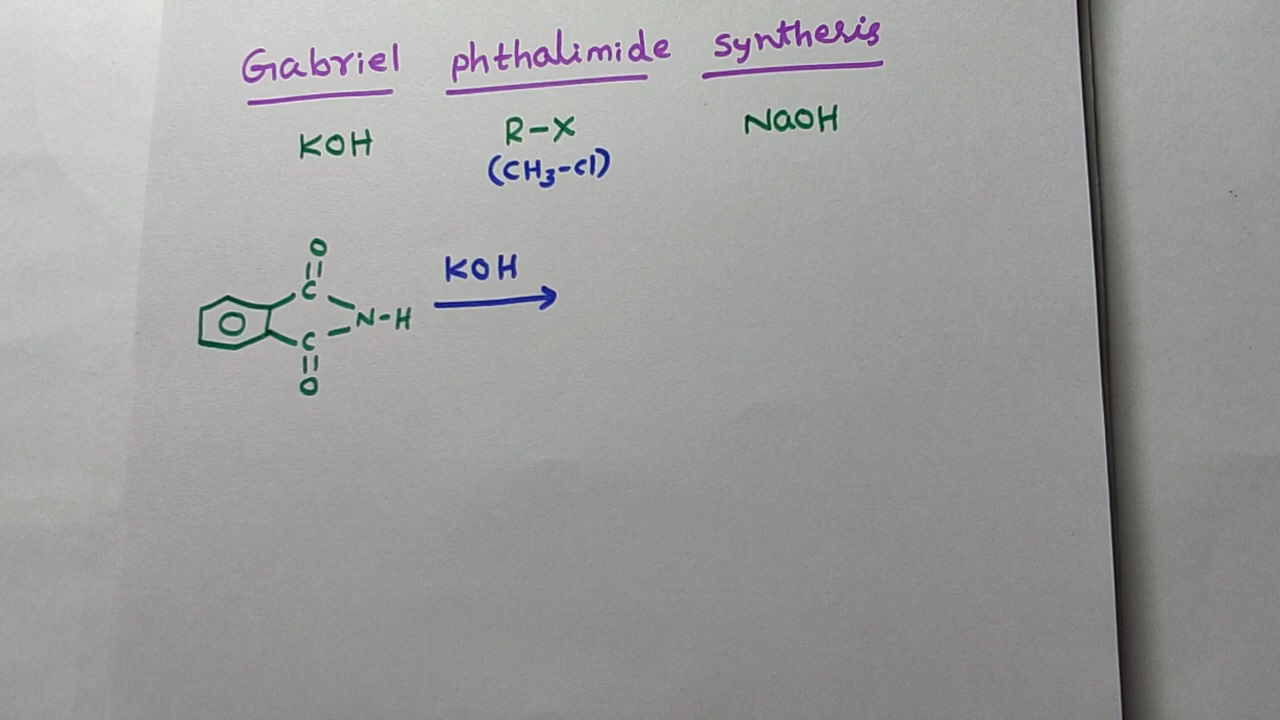 Gabriel phthalimide synthesis
KOH R-X NaOH
(CH₃-Cl)
O
||
C
N-H
C
||
O
KOH